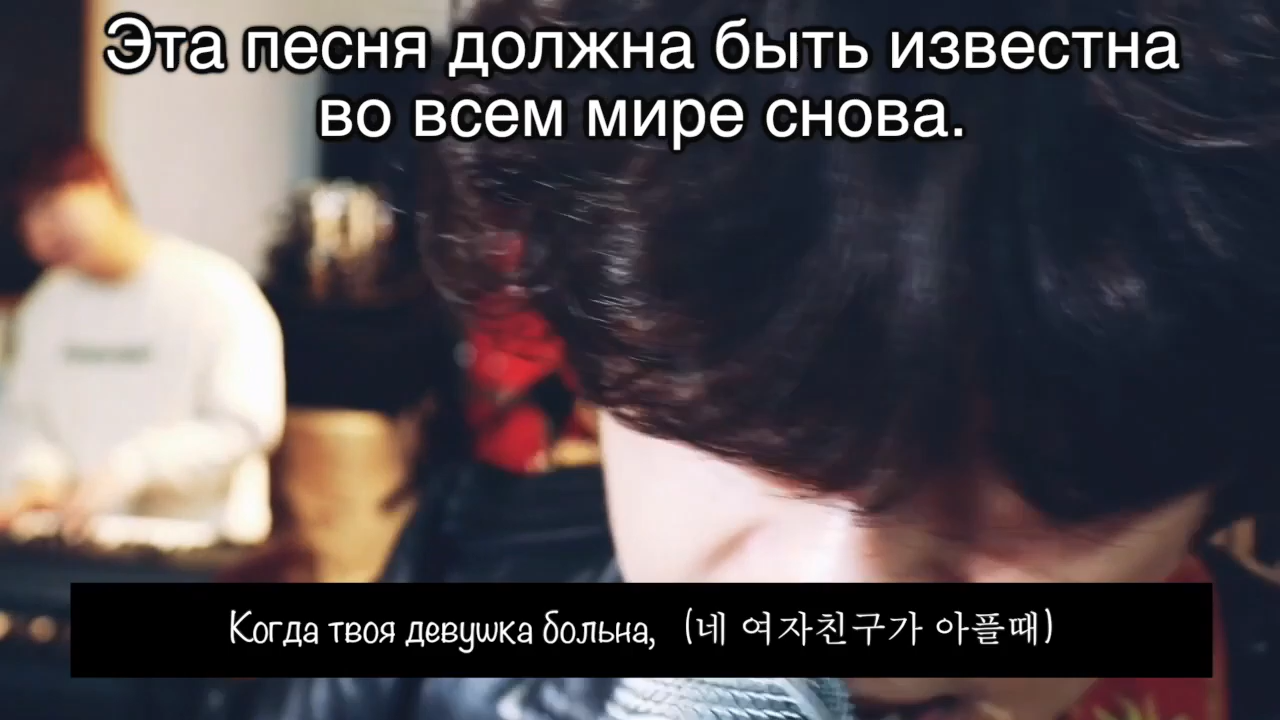 Эта песня должна быть известна
во всем мире снова.
Когда твоя девушка больна, (네 여자친구가 아플때)